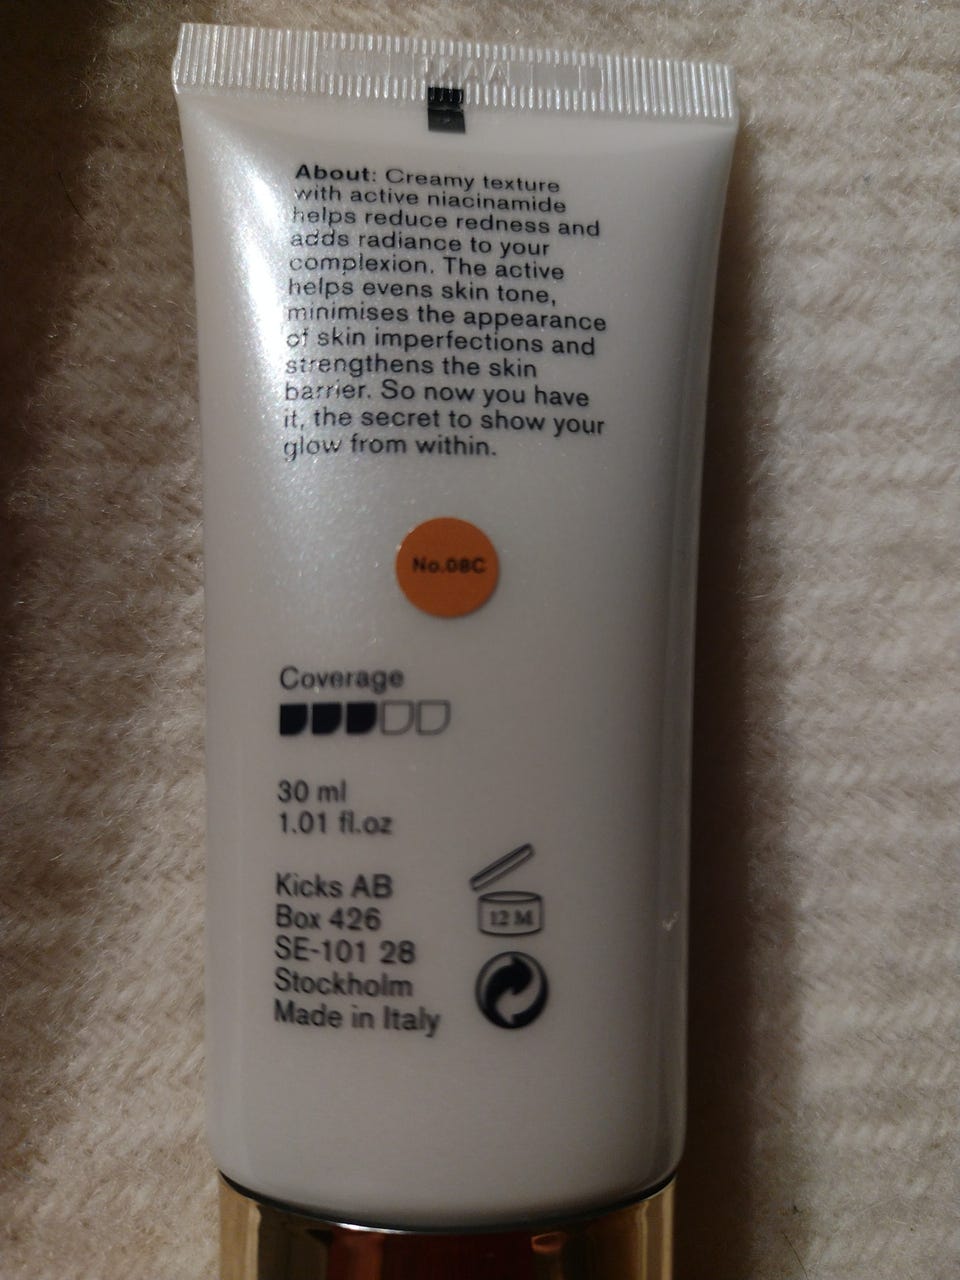 About: Creamy texture
with active niacinamide
helps reduce redness and
adds radiance to your
complexion. The active
helps evens skin tone,
minimises the appearance
of skin imperfections and
strengthens the skin
barrier. So now you have
it, the secret to show your
glow from within.
No.08C
Coverage
30 ml
1.01 fl.oz
Kicks AB
Box 426
SE-101 28
Stockholm
Made in Italy
12 M